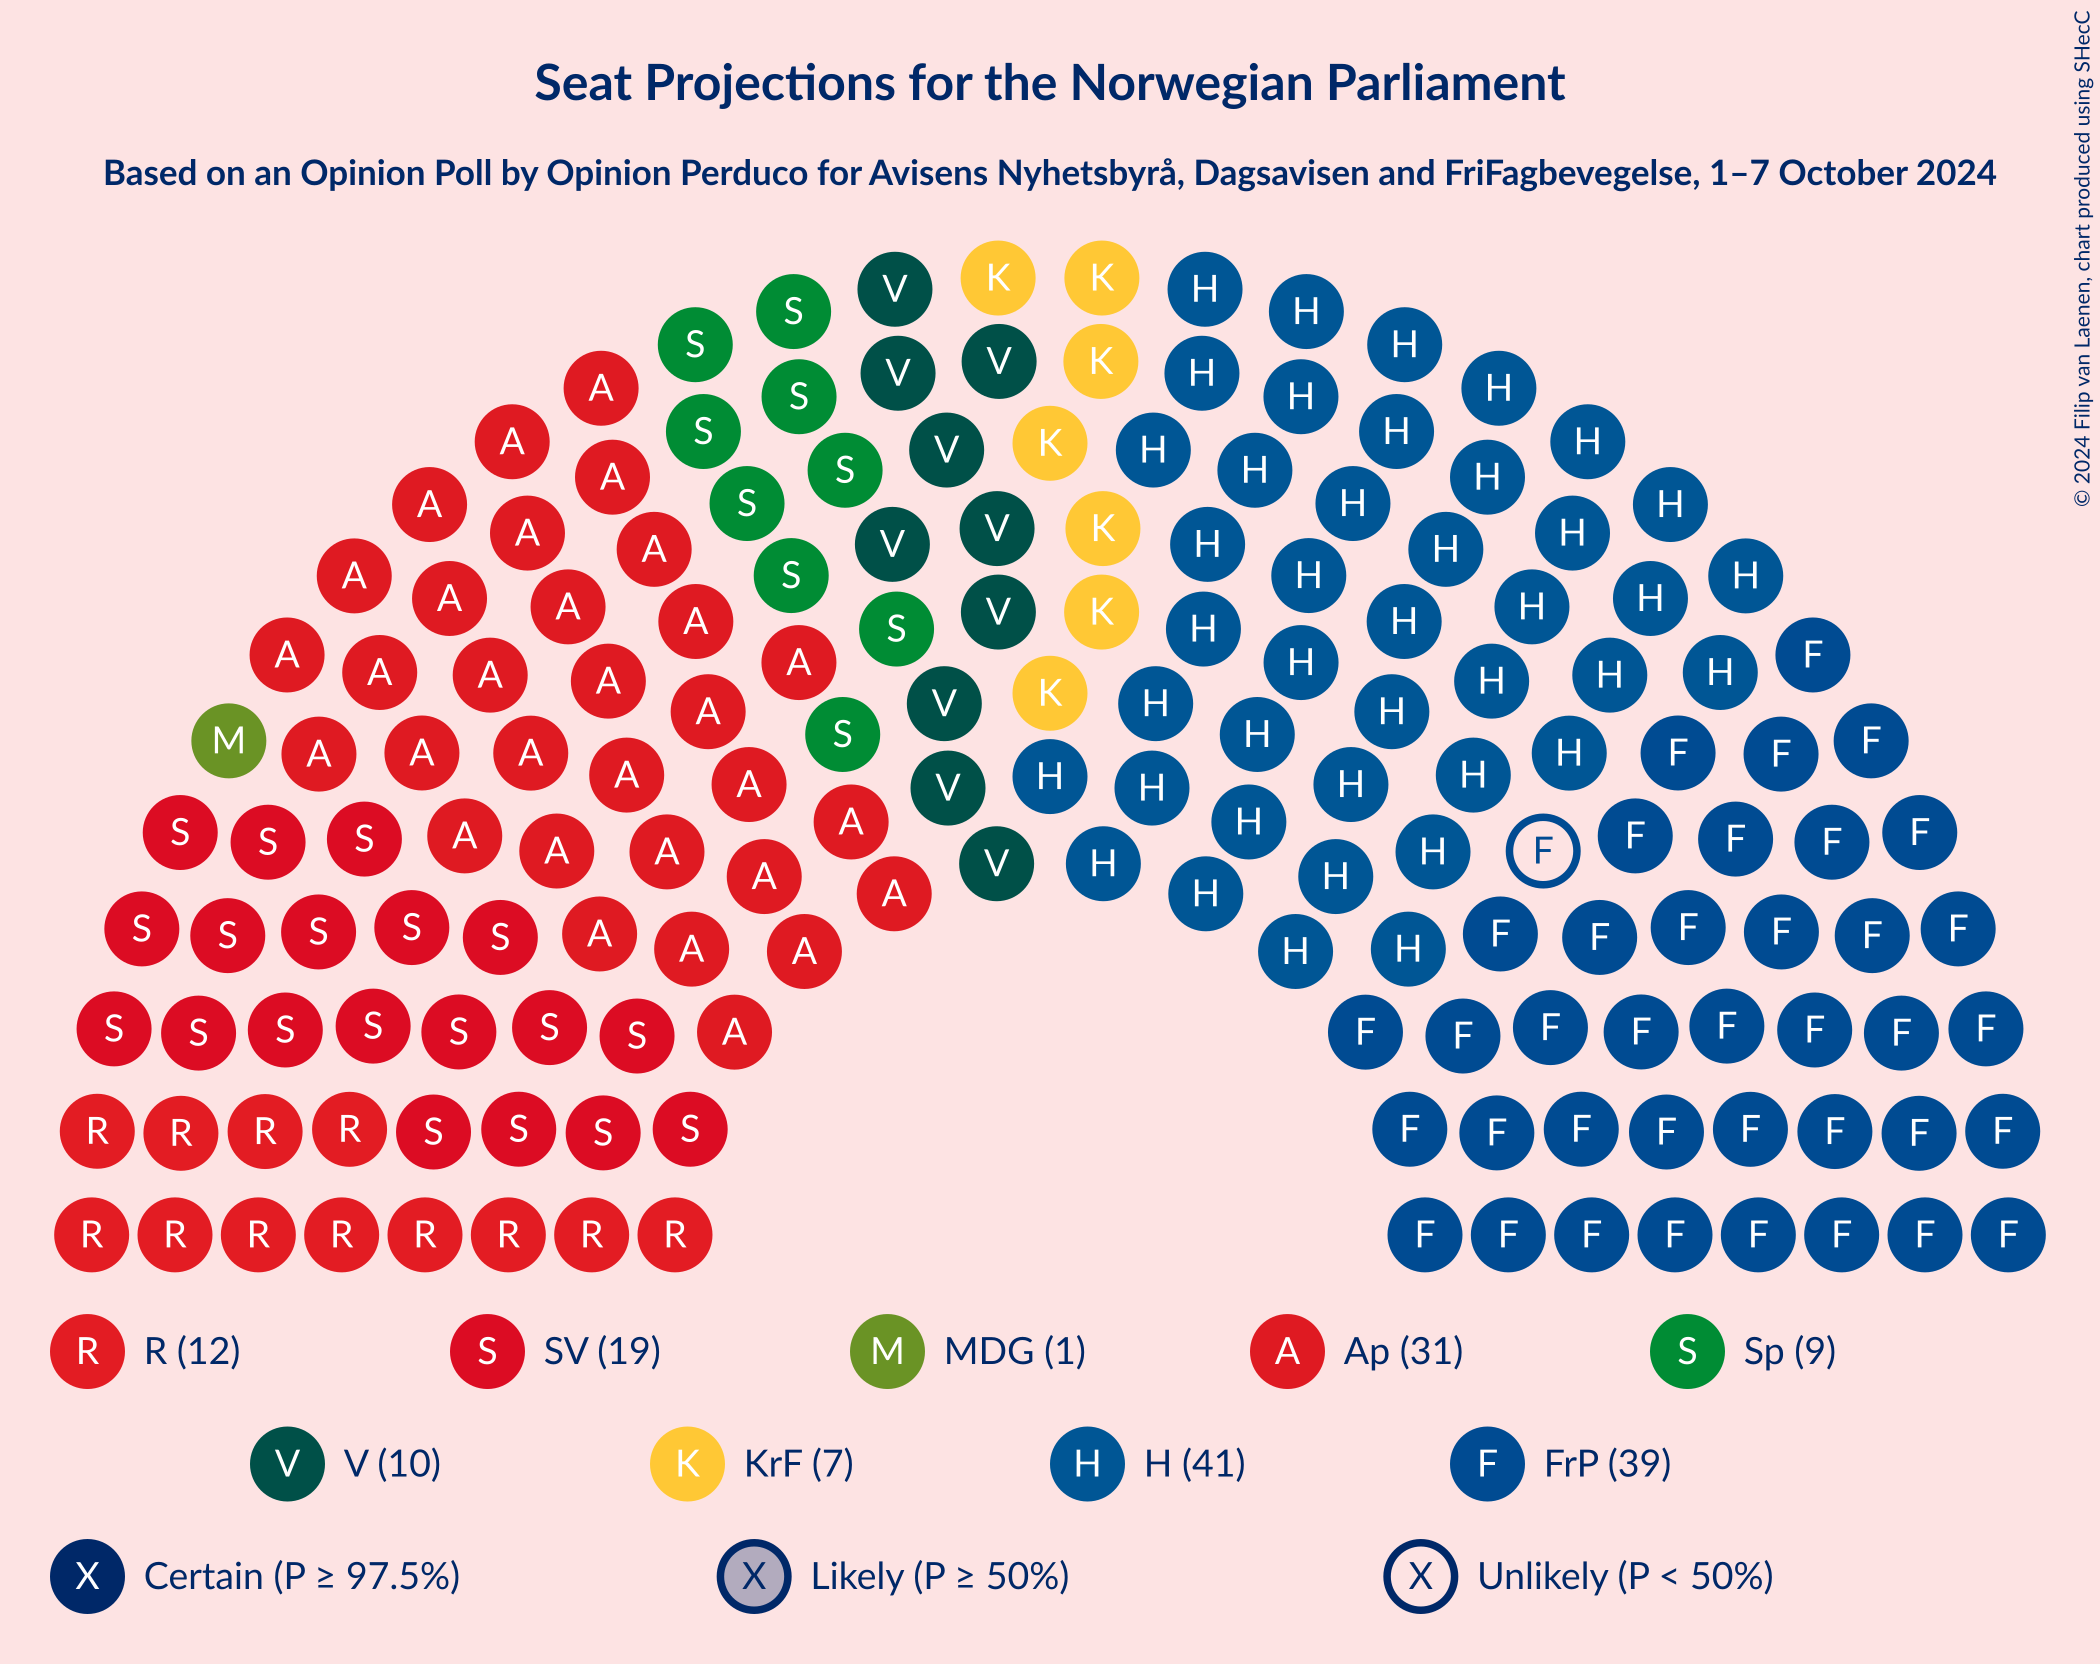 Seat Projections for the Norwegian Parliament
Based on an Opinion Poll by Opinion Perduco for Avisens Nyhetsbyrå, Dagsavisen and FriFagbevegelse, 1–7 October 2024
© 2024 Filip van Laenen, chart produced using SHecC
K K
V H
S H
S H
V K
V H
A H
S H
S H
A H
K
V H
S H
A H
A H
S H
A H
V K
V H
A H
A H
S H
A H
A H
V K
A H
S H
A H
A F
A H
A H
A H
K
V H
A H
S H
M F
A H
A F
A F
A H
H
A H
V H
A H
S F
A H
A F
S F
S F
A F
V H
A H
A H
S F
S F
S F
A F
S F
S F
A H
A H
S F
S F
S F
S F
S F
A F
S F
S F
S F
R F
S F
R F
S F
R F
S F
R F
S F
R R R R R R R R F F F F F F F F
R R (12) S SV (19) M MDG (1) A Ap (31) S Sp (9)
V V (10) K KrF (7) H H (41) F FrP (39)
X Certain (P ≥ 97.5%) X Likely (P ≥ 50%) X Unlikely (P < 50%)